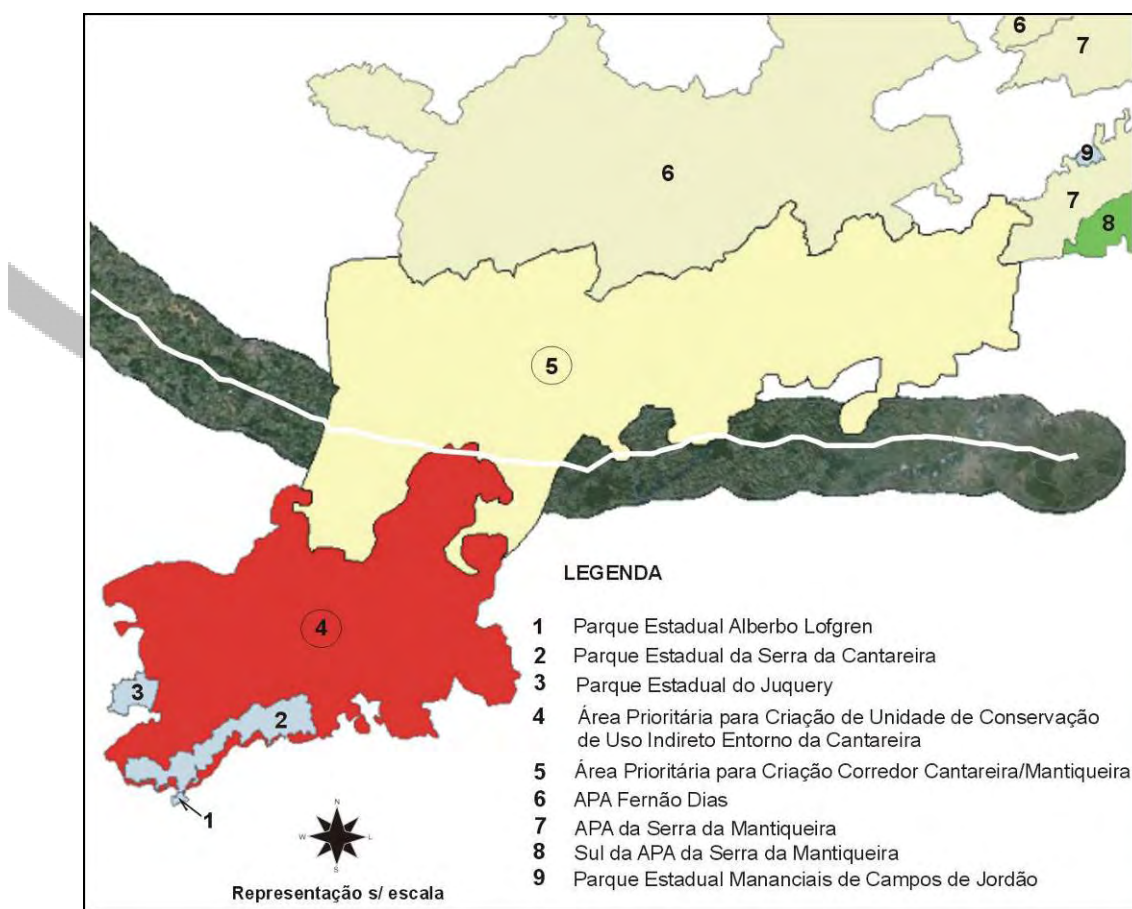 6
7
9
6
7
8
5
4
3
2
1
LEGENDA
1 Parque Estadual Alberbo Lofgren
2 Parque Estadual da Serra da Cantareira
3 Parque Estadual do Juquery
4 Área Prioritária para Criação de Unidade de Conservação
de Uso Indireto Entorno da Cantareira
5 Área Prioritária para Criação Corredor Cantareira/Mantiqueira
6 APA Fernão Dias
7 APA da Serra da Mantiqueira
8 Sul da APA da Serra da Mantiqueira
9 Parque Estadual Mananciais de Campos de Jordão
N
W L
S
Representação s/ escala